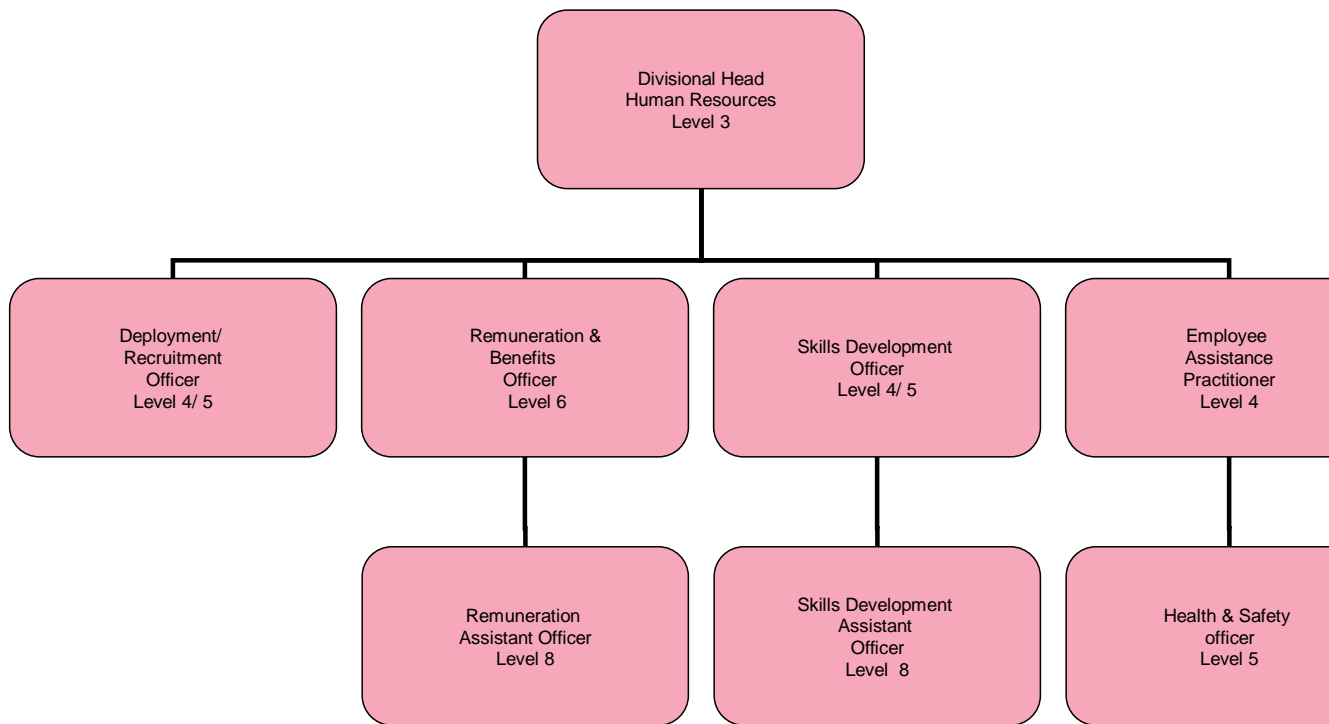 Divisional Head
Human Resources
Level 3
Deployment/
Recruitment
Officer
Level 4/ 5
Remuneration &
Benefits
Officer
Level 6
Skills Development
Officer
Level 4/ 5
Employee
Assistance
Practitioner
Level 4
Remuneration
Assistant Officer
Level 8
Skills Development
Assistant
Officer
Level  8
Health & Safety
officer
Level 5